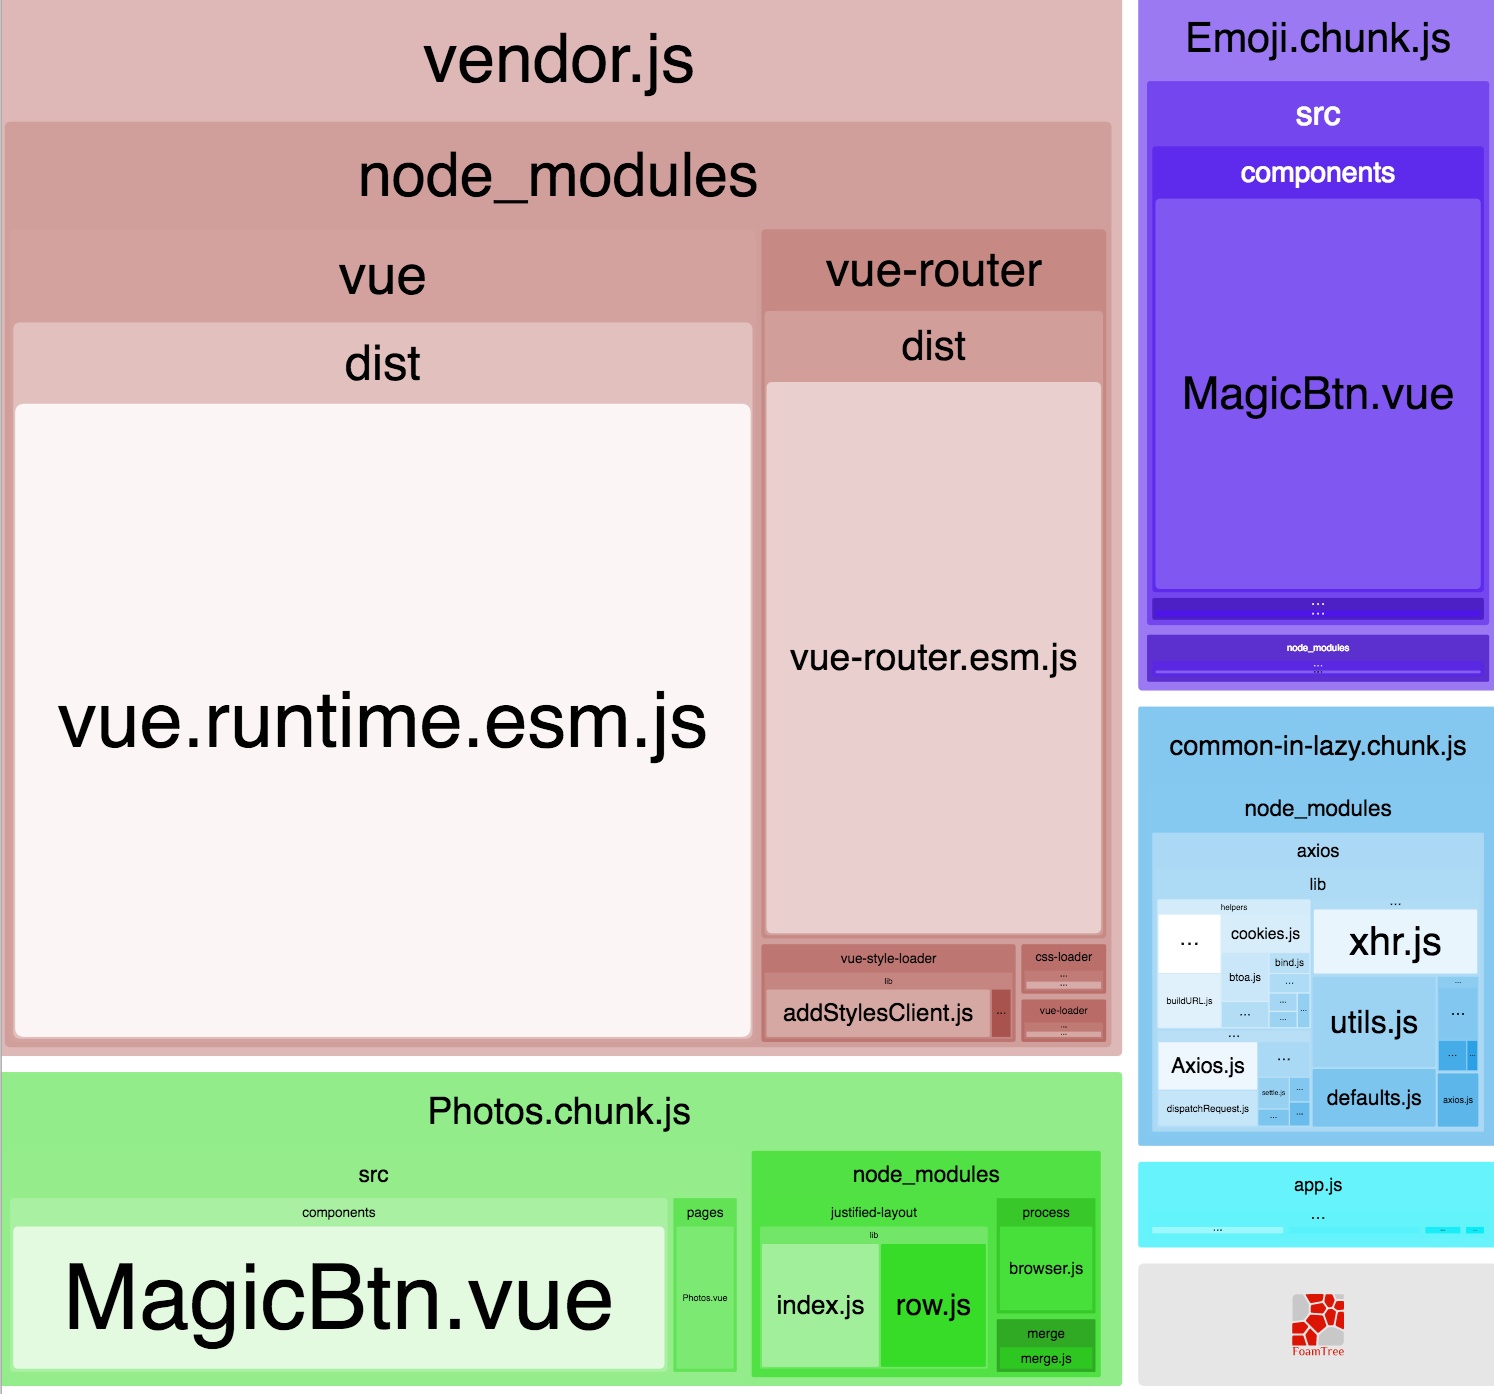 vendor.js
node_modules
vue
dist
vue.runtime.esm.js
vue-router
dist
vue-router.esm.js
vue-style-loader
lib
addStylesClient.js
...
css-loader
...
...
vue-loader
...
...
Photos.chunk.js
src
components
MagicBtn.vue
pages
Photos.vue
node_modules
justified-layout
lib
index.js
row.js
process
browser.js
merge
merge.js
Emoji.chunk.js
src
components
MagicBtn.vue
...
...
node_modules
...
...
common-in-lazy.chunk.js
node_modules
axios
lib
helpers
...
cookies.js
buildURL.js
btoa.js
bind.js
...
...
...
...
...
...
Axios.js
dispatchRequest.js
...
settle.js
...
...
...
...
xhr.js
utils.js
defaults.js
...
...
...
...
axios.js
app.js
...
...
...
...
FoamTree